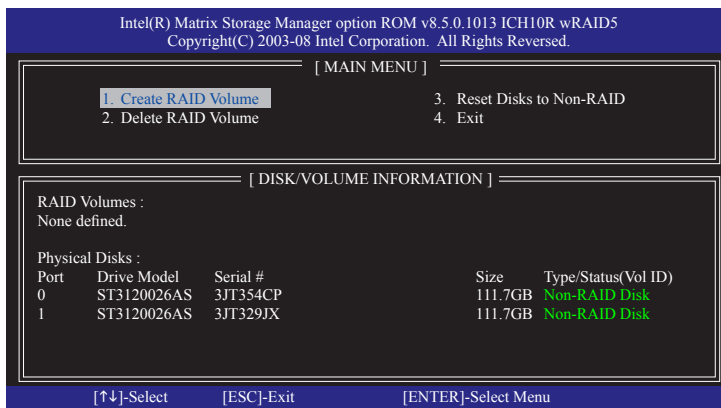 Intel(R) Matrix Storage Manager option ROM v8.5.0.1013 ICH10R wRAID5
Copyright(C) 2003-08 Intel Corporation. All Rights Reversed.
[ MAIN MENU ]
1. Create RAID Volume 3. Reset Disks to Non-RAID
2. Delete RAID Volume 4. Exit
[ DISK/VOLUME INFORMATION ]
RAID Volumes :
None defined.
Physical Disks :
Port Drive Model Serial # Size Type/Status(Vol ID)
0 ST3120026AS 3JT354CP 111.7GB Non-RAID Disk
1 ST3120026AS 3JT329JX 111.7GB Non-RAID Disk
[↑↓]-Select [ESC]-Exit [ENTER]-Select Menu